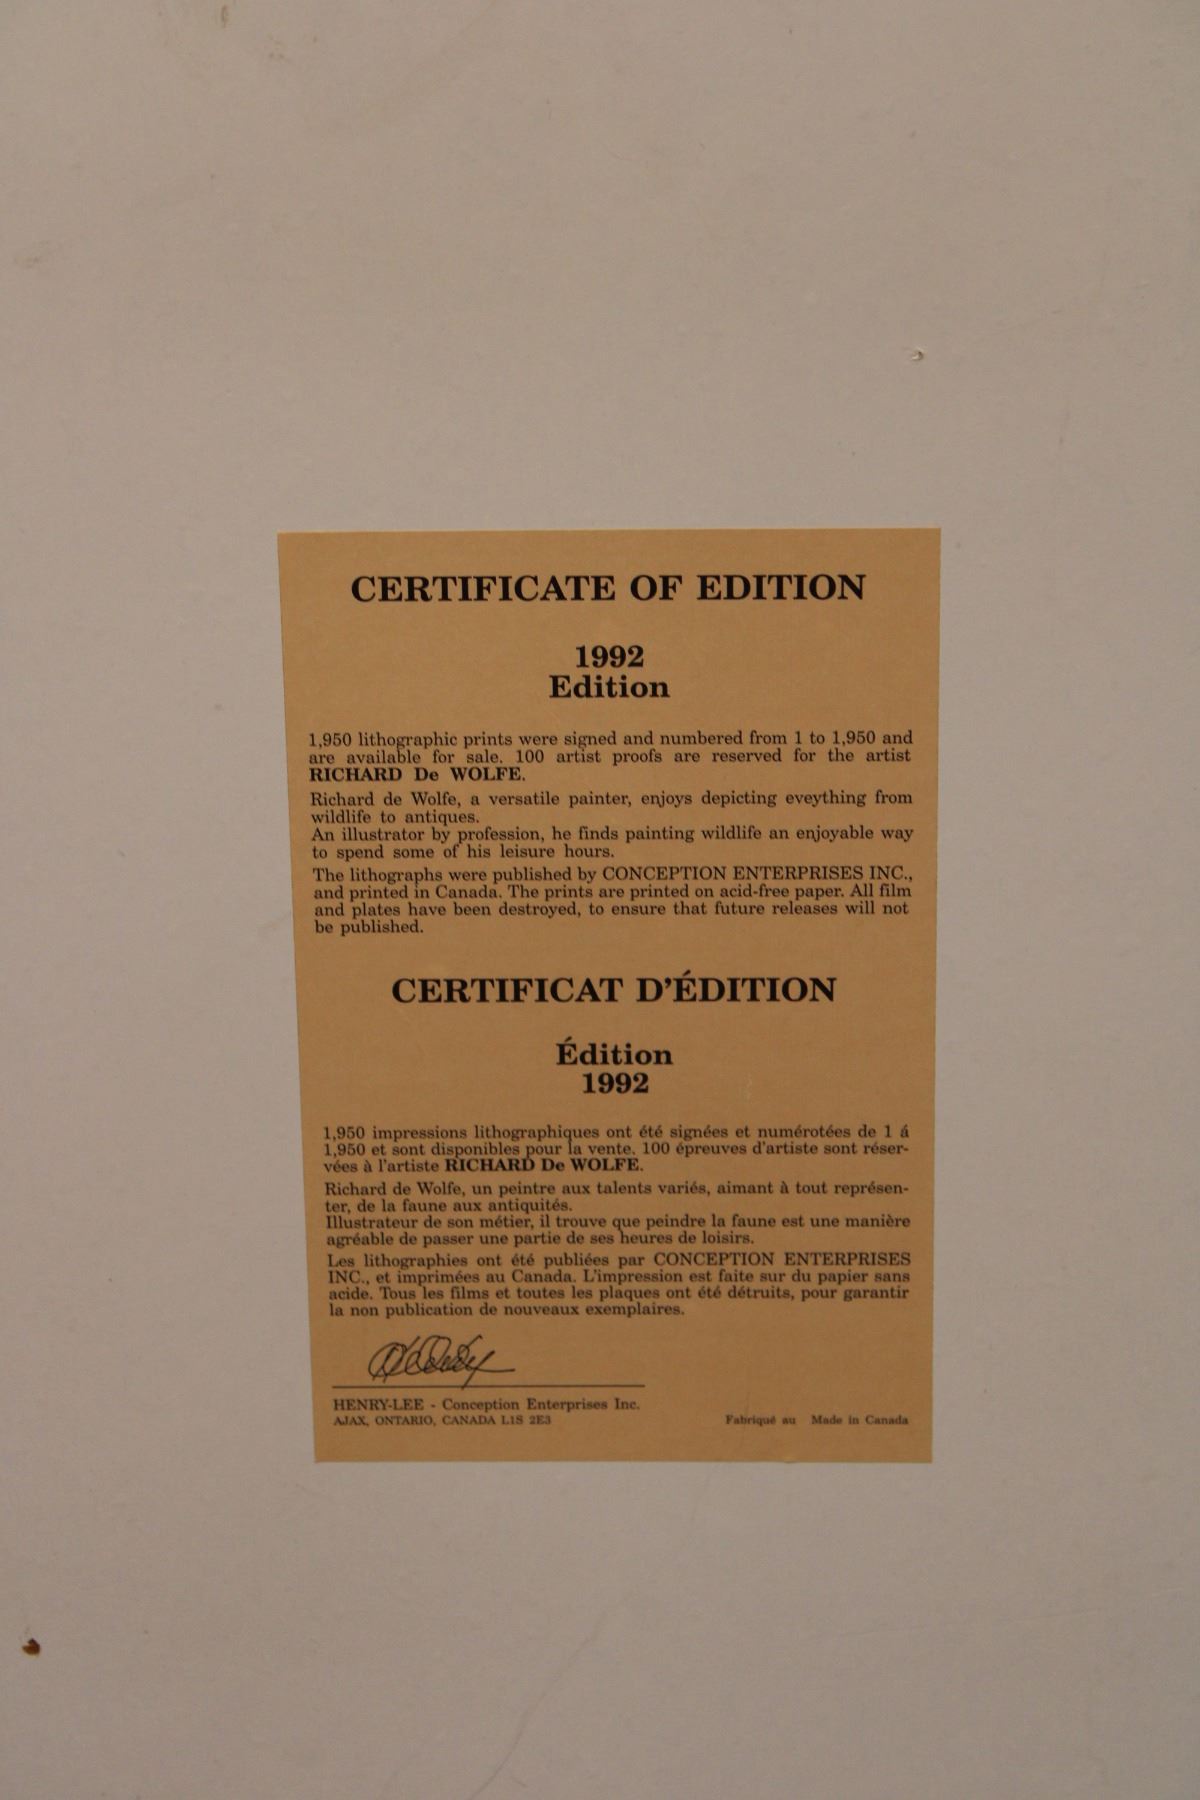 CERTIFICATE OF EDITION
1992
Edition
1,950 lithographic prints were signed and numbered from 1 to 1,950 and
are available for sale. 100 artist proofs are reserved for the artist
RICHARD De WOLFE.
Richard de Wolfe, a versatile painter, enjoys depicting eveything from
wildlife to antiques.
An illustrator by profession, he finds painting wildlife an enjoyable way
to spend some of his leisure hours.
The lithographs were published by CONCEPTION ENTERPRISES INC.,
and printed in Canada. The prints are printed on acid-free paper. All film
and plates have been destroyed, to ensure that future releases will not
be published.
CERTIFICAT D'ÉDITION
Édition
1992
1,950 impressions lithographiques ont été signées et numérotées de 1 á
1,950 et sont disponibles pour la vente. 100 épreuves d'artiste sont réser-
vées à l'artiste RICHARD De WOLFE.
Richard de Wolfe, un peintre aux talents variés, aimant à tout représen-
ter, de la faune aux antiquités.
Illustrateur de son métier, il trouve que peindre la faune est une manière
agréable de passer une partie de ses heures de loisirs.
Les lithographies ont été publiées par CONCEPTION ENTERPRISES
INC., et imprimées au Canada. L'impression est faite sur du papier sans
acide. Tous les films et toutes les plaques ont été détruits, pour garantir
la non publication de nouveaux exemplaires.
HENRY-LEE - Conception Enterprises Inc.
AJAX, ONTARIO, CANADA L1S 2E3
Fabriqué au Made in Canada